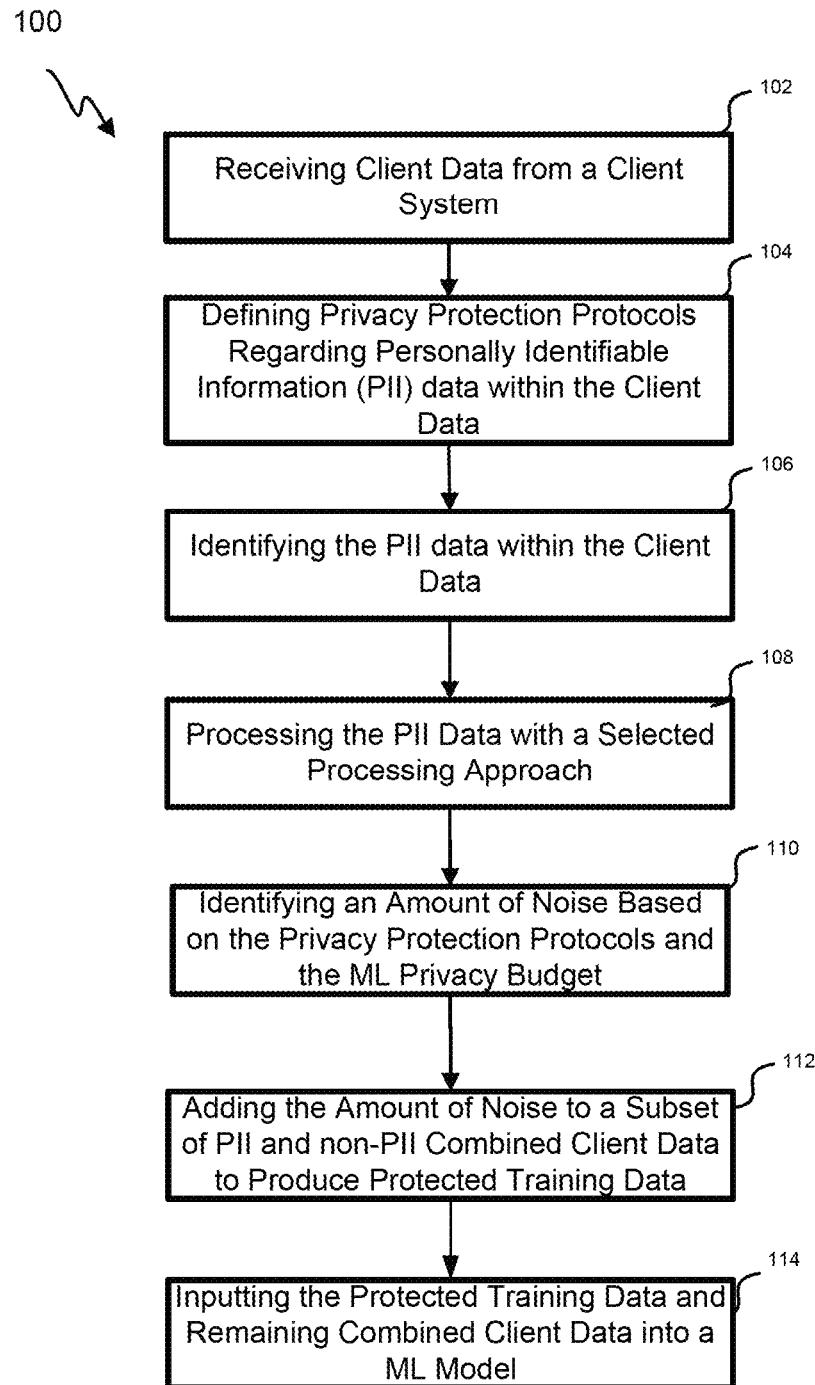 100
102
Receiving Client Data from a Client
System
104
Defining Privacy Protection Protocols
Regarding Personally Identifiable
Information (PII) data within the Client
Data
106
Identifying the PII data within the Client
Data
108
Processing the PII Data with a Selected
Processing Approach
110
Identifying an Amount of Noise Based
on the Privacy Protection Protocols and
the ML Privacy Budget
112
Adding the Amount of Noise to a Subset
of PII and non-PII Combined Client Data
to Produce Protected Training Data
114
Inputting the Protected Training Data and
Remaining Combined Client Data into a
ML Model